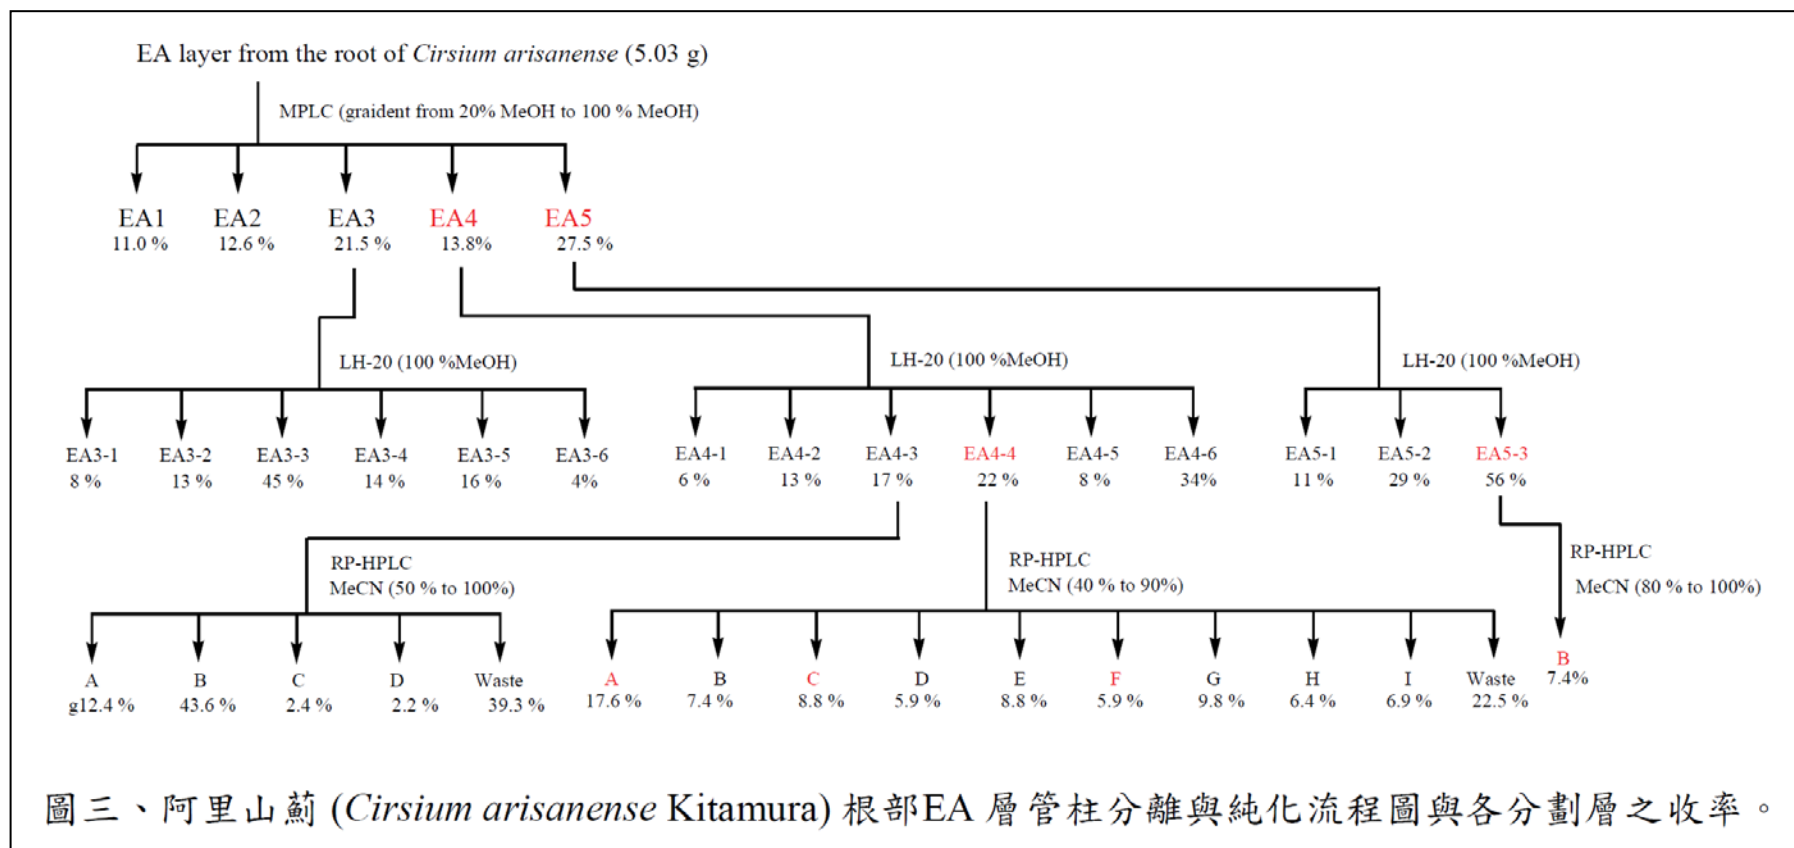 EA layer from the root of Cirsium arisanense (5.03 g)
MPLC (graident from 20% MeOH to 100 % MeOH)
EA1 EA2 EA3 EA4 EA5
11.0 % 12.6 % 21.5 % 13.8% 27.5 %
LH-20 (100 %MeOH) LH-20 (100 %MeOH) LH-20 (100 %MeOH)
EA3-1 EA3-2 EA3-3 EA3-4 EA3-5 EA3-6 EA4-1 EA4-2 EA4-3 EA4-4 EA4-5 EA4-6 EA5-1 EA5-2 EA5-3
8 % 13 % 45 % 14 % 16 % 4% 6 % 13 % 17 % 22 % 8 % 34% 11 % 29 % 56 %
RP-HPLC RP-HPLC RP-HPLC
MeCN (50 % to 100%) MeCN (40 % to 90%) MeCN (80 % to 100%)
A B C D Waste A B C D E F G H I Waste B
g12.4 % 43.6 % 2.4 % 2.2 % 39.3 % 17.6 % 7.4 % 8.8 % 5.9 % 8.8 % 5.9 % 9.8 % 6.4 % 6.9 % 22.5 % 7.4%
圖三、阿里山薊 (Cirsium arisanense Kitamura) 根部EA 層管柱分離與純化流程圖與各分劃層之收率。